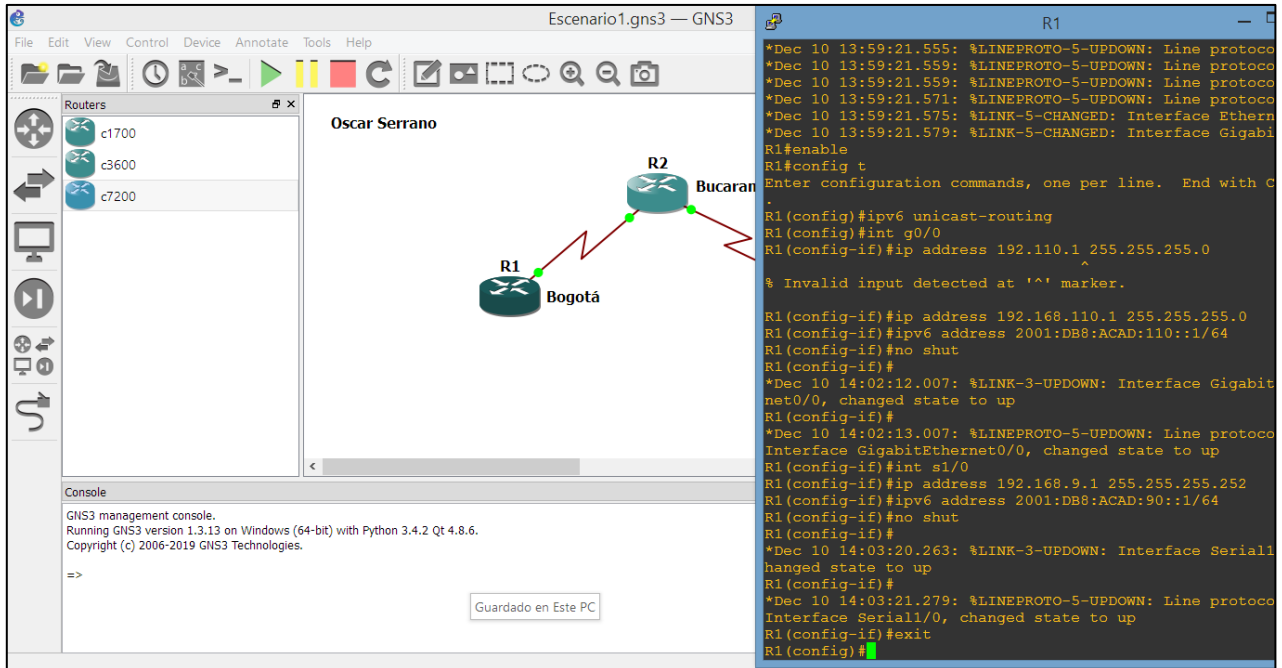 Escenario1.gns3 — GNS3
File Edit View Control Device Annotate Tools Help
Routers
c1700
c3600
c7200
Oscar Serrano
R2
Bucaram
R1
Bogotá
Console
GNS3 management console.
Running GNS3 version 1.3.13 on Windows (64-bit) with Python 3.4.2 Qt 4.8.6.
Copyright (c) 2006-2019 GNS3 Technologies.
=>
Guardado en Este PC
R1
*Dec 10 13:59:21.555: %LINEPROTO-5-UPDOWN: Line protoco
*Dec 10 13:59:21.559: %LINEPROTO-5-UPDOWN: Line protoco
*Dec 10 13:59:21.559: %LINEPROTO-5-UPDOWN: Line protoco
*Dec 10 13:59:21.571: %LINEPROTO-5-UPDOWN: Line protoco
*Dec 10 13:59:21.575: %LINK-5-CHANGED: Interface Ethern
*Dec 10 13:59:21.579: %LINK-5-CHANGED: Interface Gigabi
R1#enable
R1#config t
Enter configuration commands, one per line. End with C
.
R1(config)#ipv6 unicast-routing
R1(config)#int g0/0
R1(config-if)#ip address 192.110.1 255.255.255.0
^
% Invalid input detected at '^' marker.
R1(config-if)#ip address 192.168.110.1 255.255.255.0
R1(config-if)#ipv6 address 2001:DB8:ACAD:110::1/64
R1(config-if)#no shut
R1(config-if)#
*Dec 10 14:02:12.007: %LINK-3-UPDOWN: Interface Gigabit
net0/0, changed state to up
R1(config-if)#
*Dec 10 14:02:13.007: %LINEPROTO-5-UPDOWN: Line protoco
Interface GigabitEthernet0/0, changed state to up
R1(config-if)#int s1/0
R1(config-if)#ip address 192.168.9.1 255.255.255.252
R1(config-if)#ipv6 address 2001:DB8:ACAD:90::1/64
R1(config-if)#no shut
R1(config-if)#
*Dec 10 14:03:20.263: %LINK-3-UPDOWN: Interface Serial1
hanged state to up
R1(config-if)#
*Dec 10 14:03:21.279: %LINEPROTO-5-UPDOWN: Line protoco
Interface Serial1/0, changed state to up
R1(config-if)#exit
R1(config)#